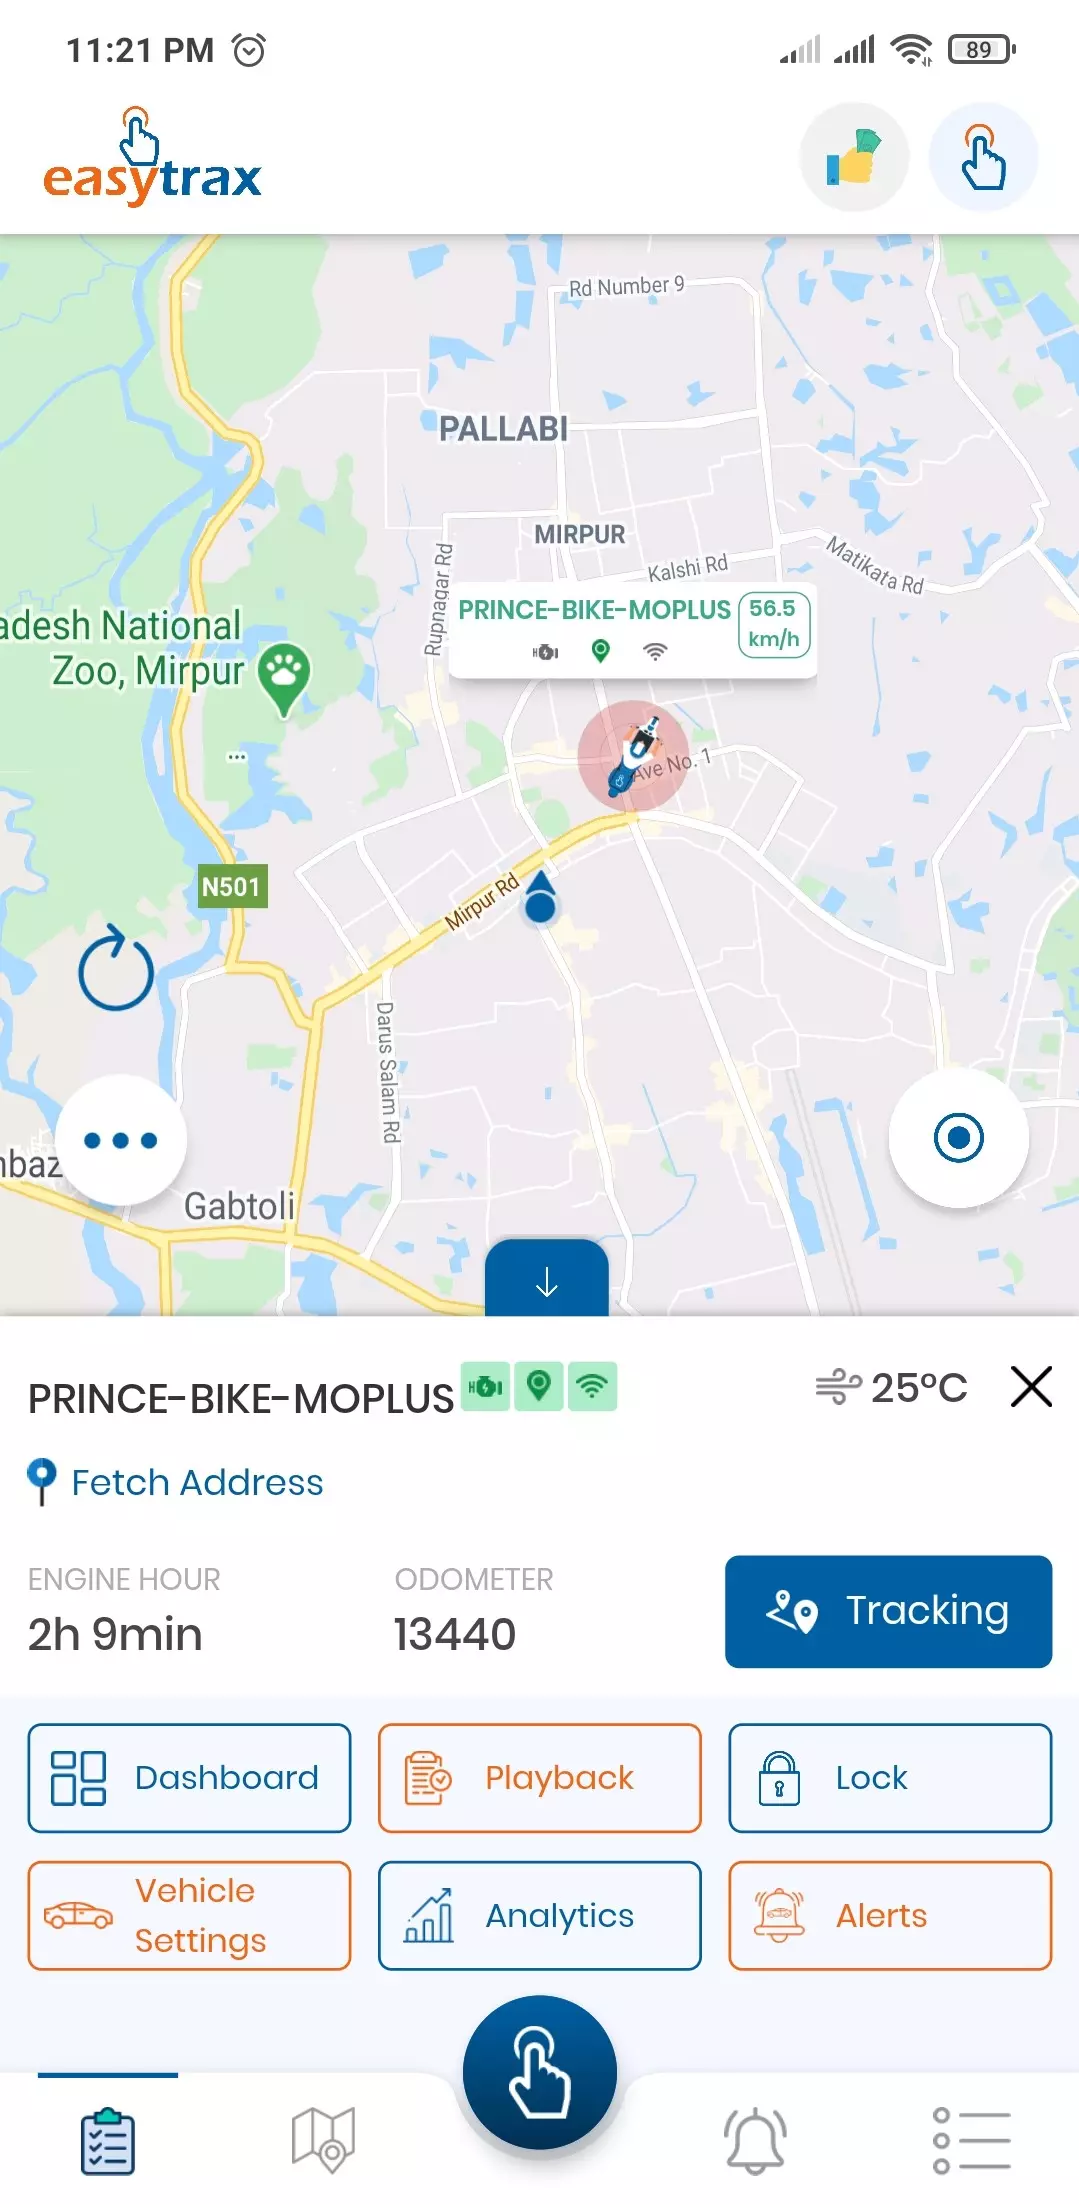 11:21 PM
89
easytrax
Rd Number 9
PALLABI
MIRPUR
Kalshi Rd
Matikata Rd
Rupnagar Rd
PRINCE-BIKE-MOPLUS
56.5
km/h
adesh National
Zoo, Mirpur
Ave No. 1
N501
Mirpur Rd
Darus Salam Rd
nbaz
Gabtoli
PRINCE-BIKE-MOPLUS
25°C
Fetch Address
ENGINE HOUR
ODOMETER
2h 9min
13440
Tracking
Dashboard
Playback
Lock
Vehicle
Settings
Analytics
Alerts